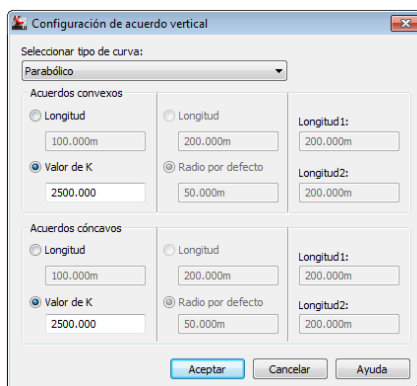 Configuración de acuerdo vertical
Seleccionar tipo de curva:
Parabólico
Acuerdos convexos
Longitud
100.000m
Valor de K
2500.000
Longitud
200.000m
Radio por defecto
50.000m
Longitud1:
200.000m
Longitud2:
200.000m
Acuerdos cóncavos
Longitud
100.000m
Valor de K
2500.000
Longitud
200.000m
Radio por defecto
50.000m
Longitud1:
200.000m
Longitud2:
200.000m
Aceptar Cancelar Ayuda